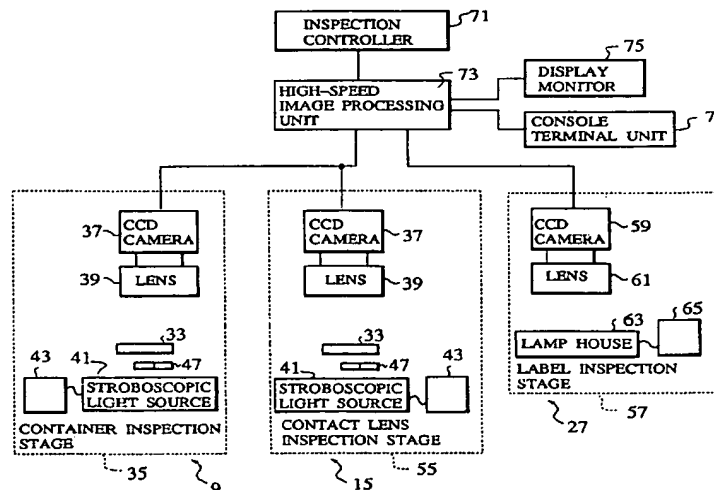 INSPECTION
CONTROLLER
71
HIGH-SPEED
IMAGE PROCESSING
UNIT
73
DISPLAY
MONITOR
75
CONSOLE
TERMINAL UNIT
7
37
CCD
CAMERA
39
LENS
33
47
41
43
STROBOSCOPIC
LIGHT SOURCE
CONTAINER INSPECTION
STAGE
35
9
CCD
CAMERA
37
LENS
39
33
47
41
43
STROBOSCOPIC
LIGHT SOURCE
CONTACT LENS
INSPECTION STAGE
15
55
CCD
CAMERA
59
LENS
61
63
65
LAMP HOUSE
LABEL INSPECTION
STAGE
27
57